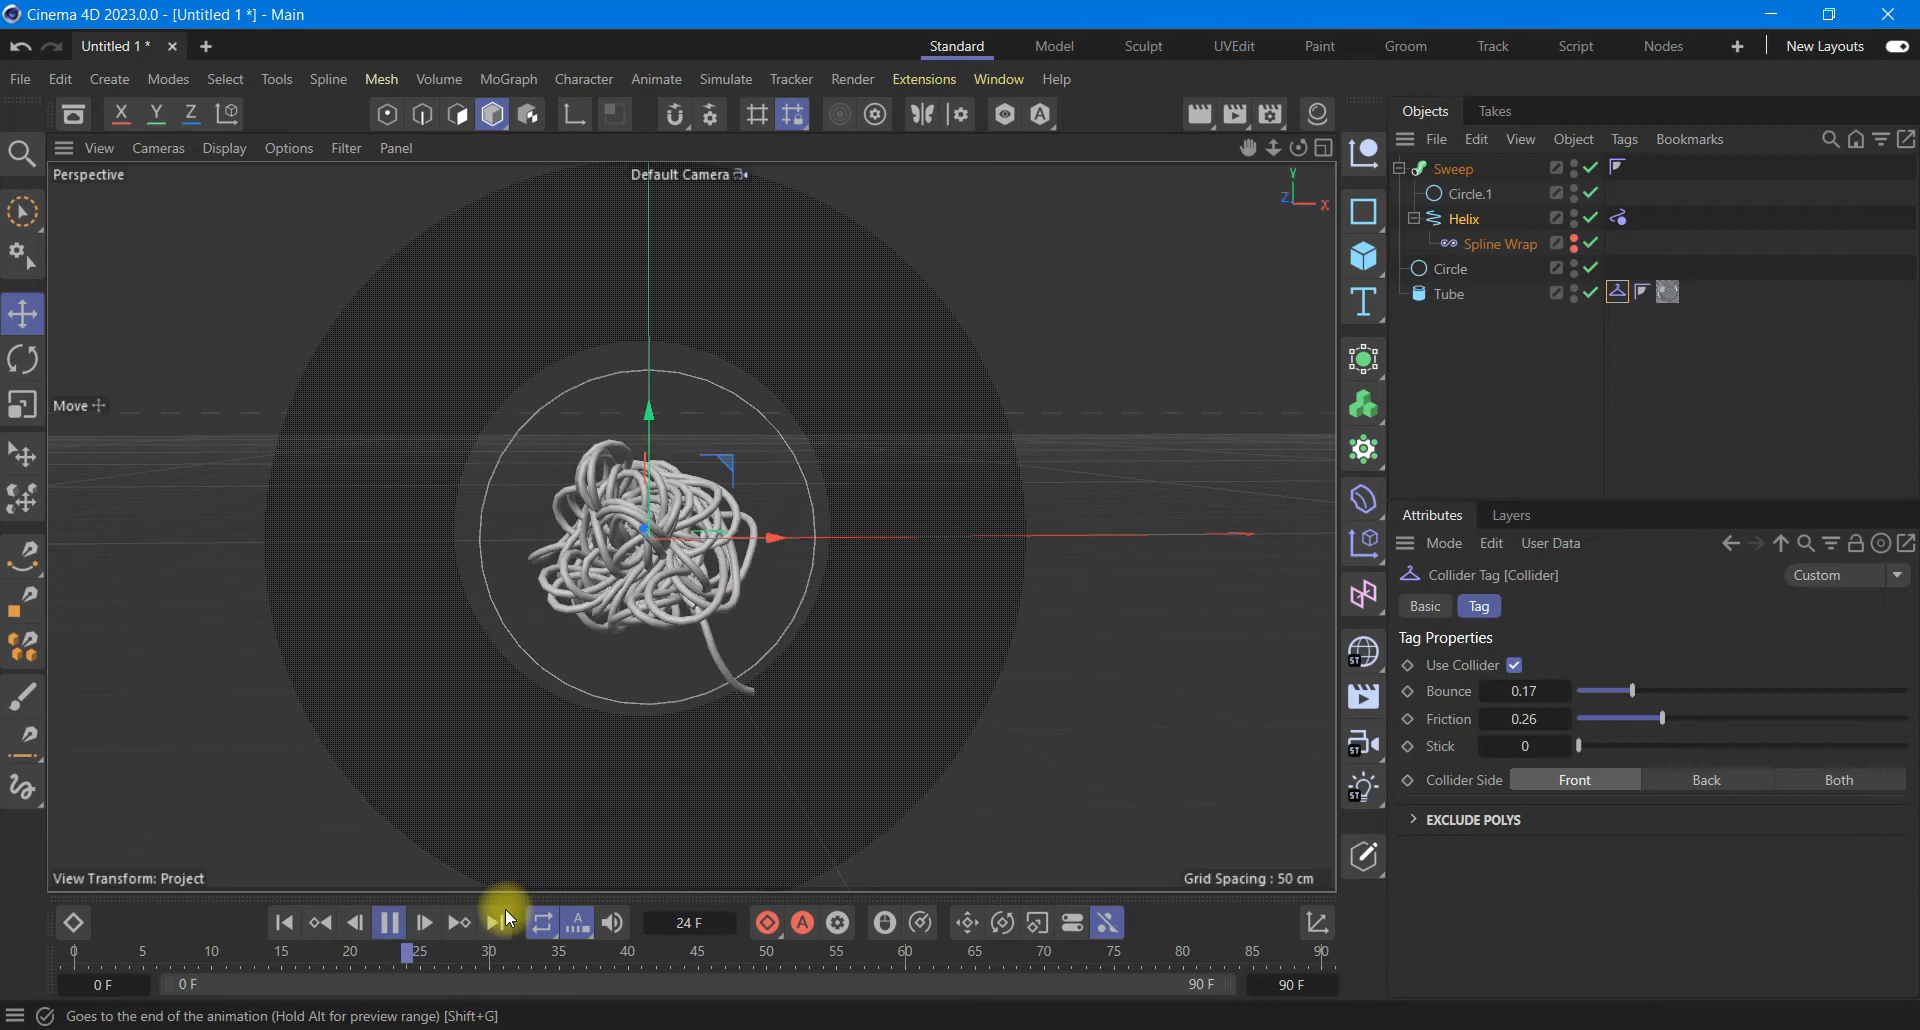 Cinema 4D 2023.0.0 - [Untitled 1 *] - Main
Untitled 1 *
Standard Model Sculpt UVEdit Paint Groom Track Script Nodes New Layouts
File Edit Create Modes Select Tools Spline Mesh Volume MoGraph Character Animate Simulate Tracker Render Extensions Window Help
X Y Z
Objects Takes
View Cameras Display Options Filter Panel
File Edit View Object Tags Bookmarks
Perspective
Default Camera
Y
Z X
Sweep
Circle.1
Helix
Spline Wrap
Circle
Tube
Move
Attributes Layers
Mode Edit User Data
Collider Tag [Collider]
Custom
Basic Tag
Tag Properties
Use Collider
Bounce 0.17
Friction 0.26
Stick 0
Collider Side Front Back Both
EXCLUDE POLYS
ST
ST
ST
View Transform: Project
Grid Spacing : 50 cm
24 F
0 5 10 15 20 25 30 35 40 45 50 55 60 65 70 75 80 85 90
0 F 0 F 90 F 90 F
Goes to the end of the animation (Hold Alt for preview range) [Shift+G]